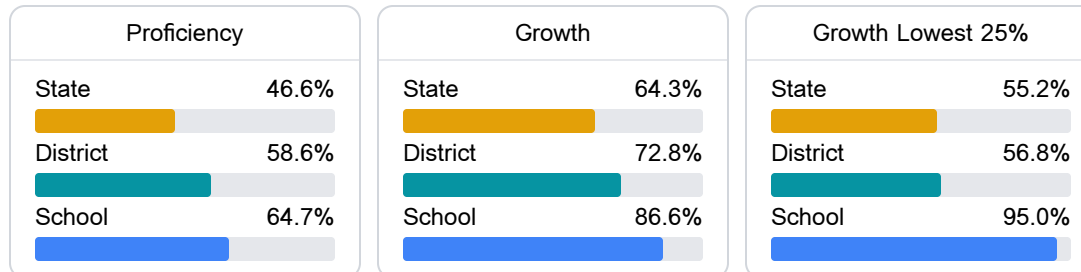 Proficiency
State 46.6%
District 58.6%
School 64.7%
Growth
State 64.3%
District 72.8%
School 86.6%
Growth Lowest 25%
State 55.2%
District 56.8%
School 95.0%